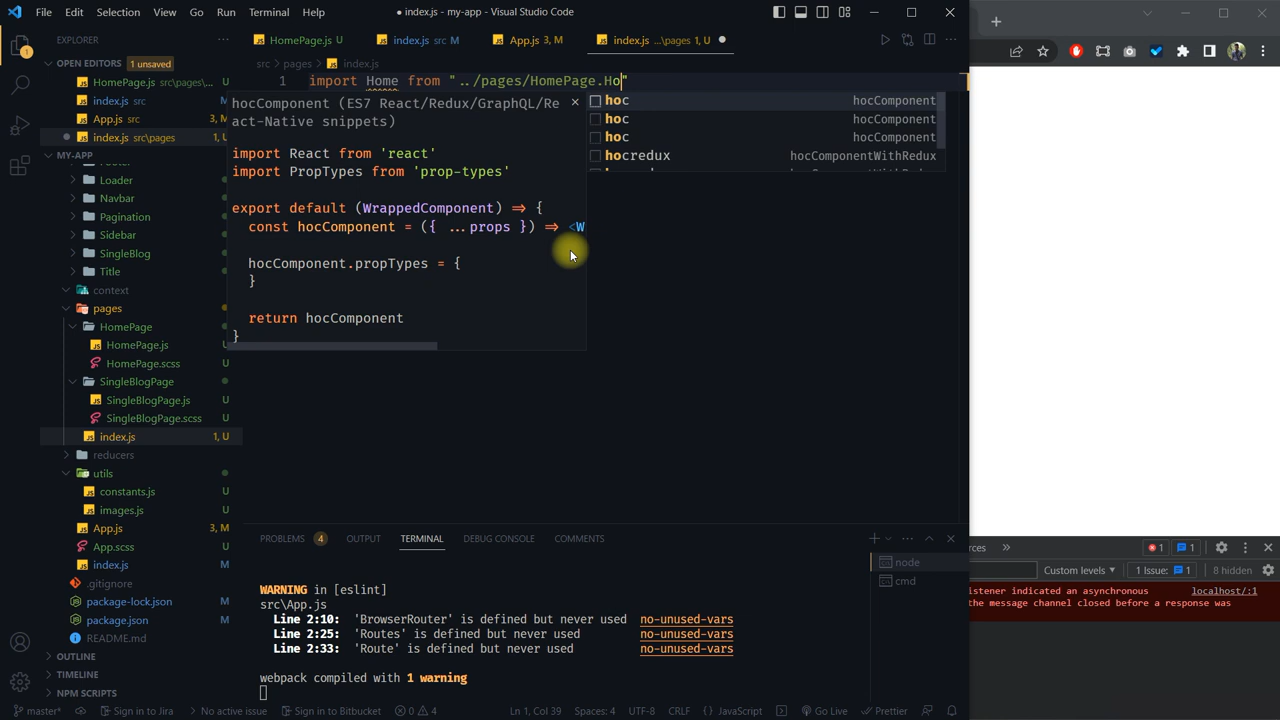 File Edit Selection View Go Run Terminal Help
● index.js - my-app - Visual Studio Code
EXPLORER
HomePage.js U
index.js src M
App.js 3, M
index.js ...\pages 1, U
OPEN EDITORS 1 unsaved
src > pages > index.js
HomePage.js src\pages\... U
index.js src M
App.js src 3, M
index.js src\pages 1, U
MY-APP
Loader
Navbar
Pagination
Sidebar
SingleBlog
Title
context
pages
HomePage
HomePage.js U
HomePage.scss U
SingleBlogPage
SingleBlogPage.js U
SingleBlogPage.scss U
index.js 1, U
reducers
utils
constants.js U
images.js U
App.js 3, M
App.scss U
index.js M
.gitignore
package-lock.json M
package.json M
README.md
OUTLINE
TIMELINE
NPM SCRIPTS
1 import Home from "../pages/HomePage.Ho"
hocComponent (ES7 React/Redux/GraphQL/Re
act-Native snippets)
import React from 'react'
import PropTypes from 'prop-types'
export default (WrappedComponent) => {
const hocComponent = ({ ...props }) => <W
hocComponent.propTypes = {
}
return hocComponent
}
hoc hocComponent
hoc hocComponent
hoc hocComponent
hocredux hocComponentWithRedux
PROBLEMS 4 OUTPUT TERMINAL DEBUG CONSOLE COMMENTS
node
cmd
WARNING in [eslint]
src\App.js
Line 2:10: 'BrowserRouter' is defined but never used no-unused-vars
Line 2:25: 'Routes' is defined but never used no-unused-vars
Line 2:33: 'Route' is defined but never used no-unused-vars
webpack compiled with 1 warning
master* Sign in to Jira No active issue Sign in to Bitbucket 0 4 Ln 1, Col 39 Spaces: 4 UTF-8 CRLF JavaScript Go Live Prettier
1 1
Custom levels 1 Issue: 1 8 hidden
istener indicated an asynchronous localhost/:1
the message channel closed before a response was